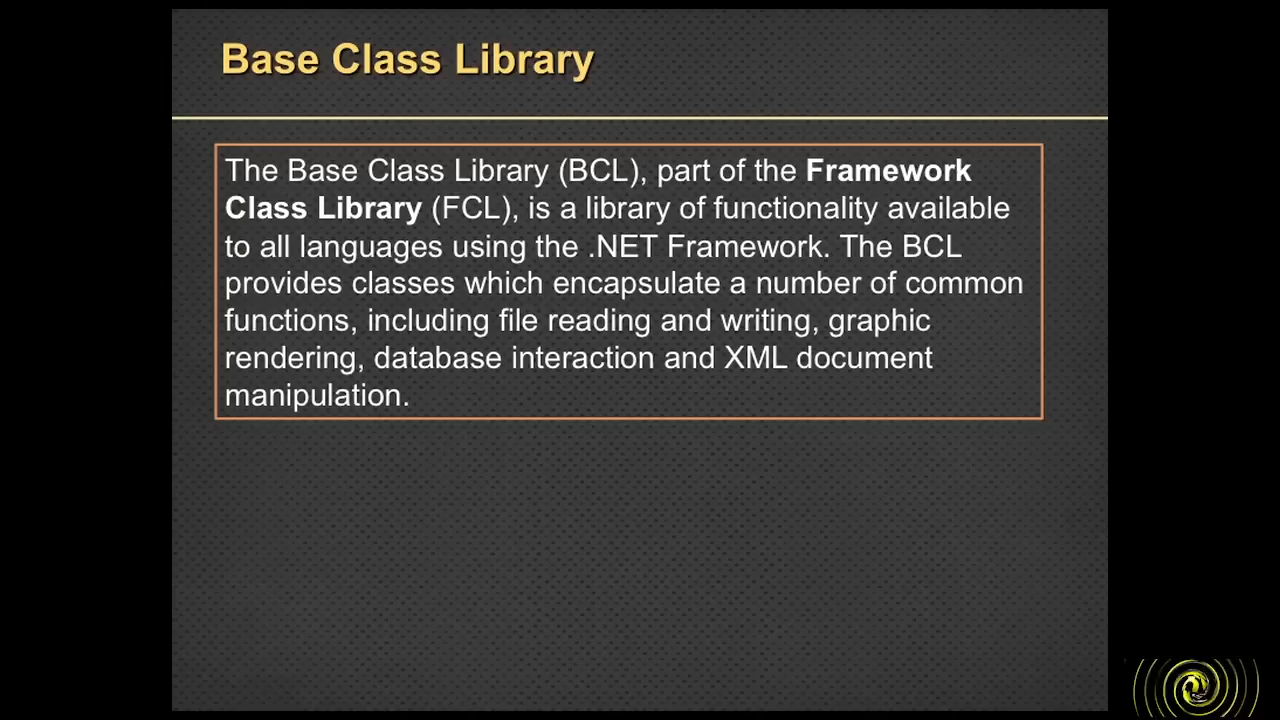 Base Class Library
The Base Class Library (BCL), part of the Framework
Class Library (FCL), is a library of functionality available
to all languages using the .NET Framework. The BCL
provides classes which encapsulate a number of common
functions, including file reading and writing, graphic
rendering, database interaction and XML document
manipulation.